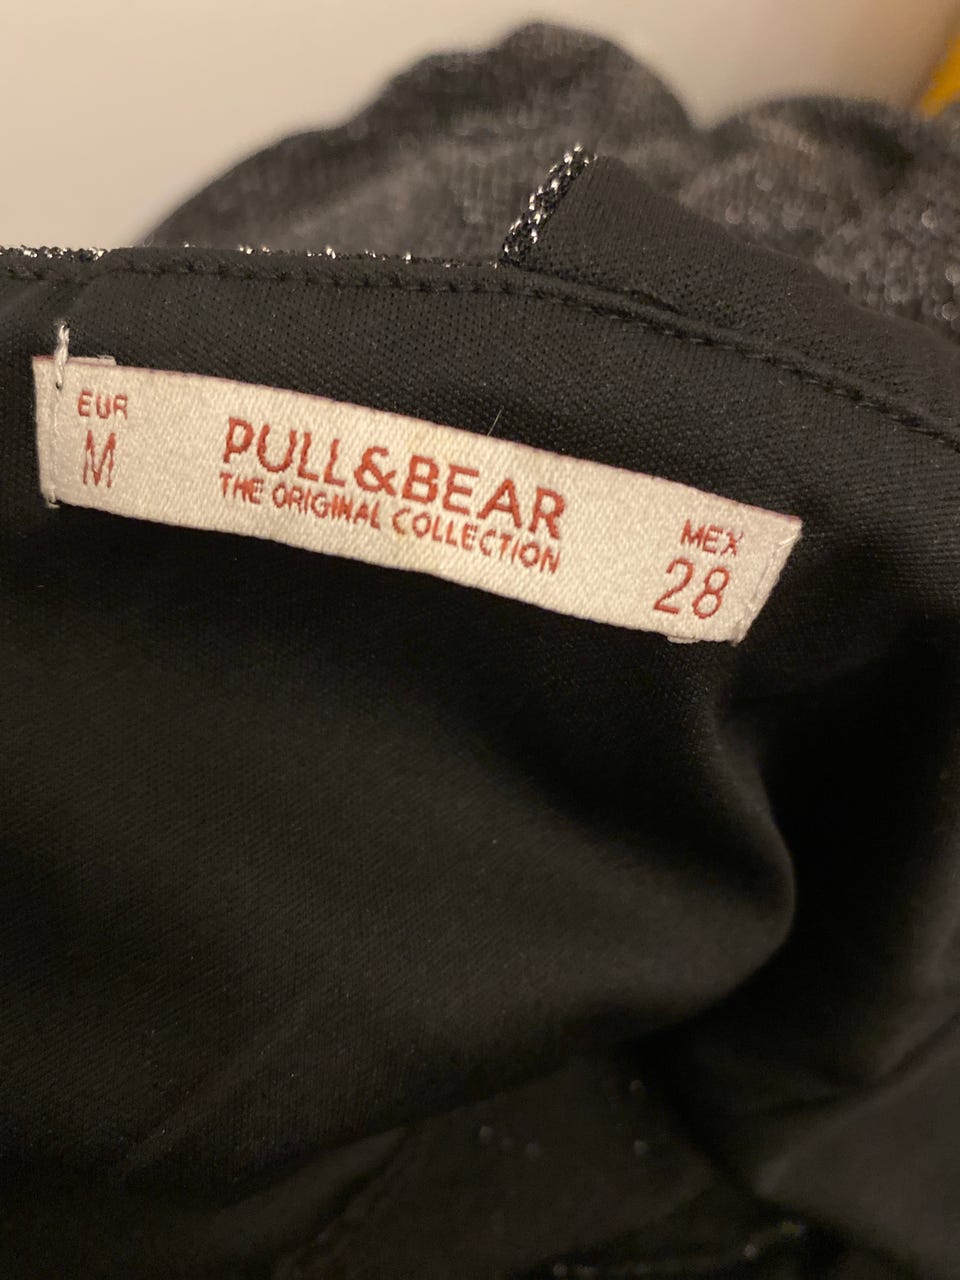 EUR
M
PULL&BEAR
THE ORIGINAL COLLECTION
MEX
28